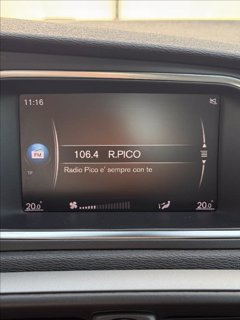 11:16
FM
106.4 R.PICO
TP
Radio Pico e' sempre con te
20.0° 20.0°